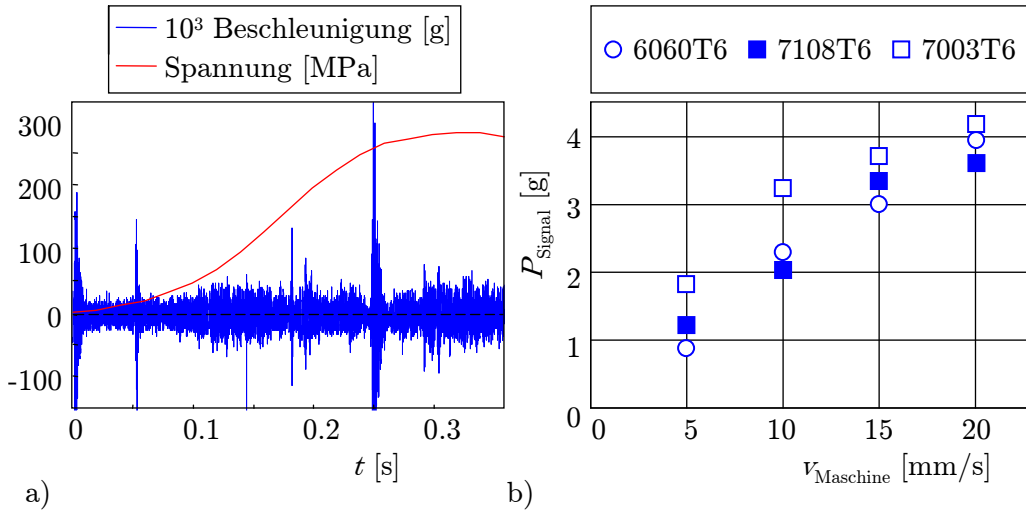 10³ Beschleunigung [g]
Spannung [MPa]
300
200
100
0
-100
0 0.1 0.2 0.3
t [s]
a)
6060T6 7108T6 7003T6
4
3
2
1
0
P_Signal [g]
0 5 10 15 20
v_Maschine [mm/s]
b)